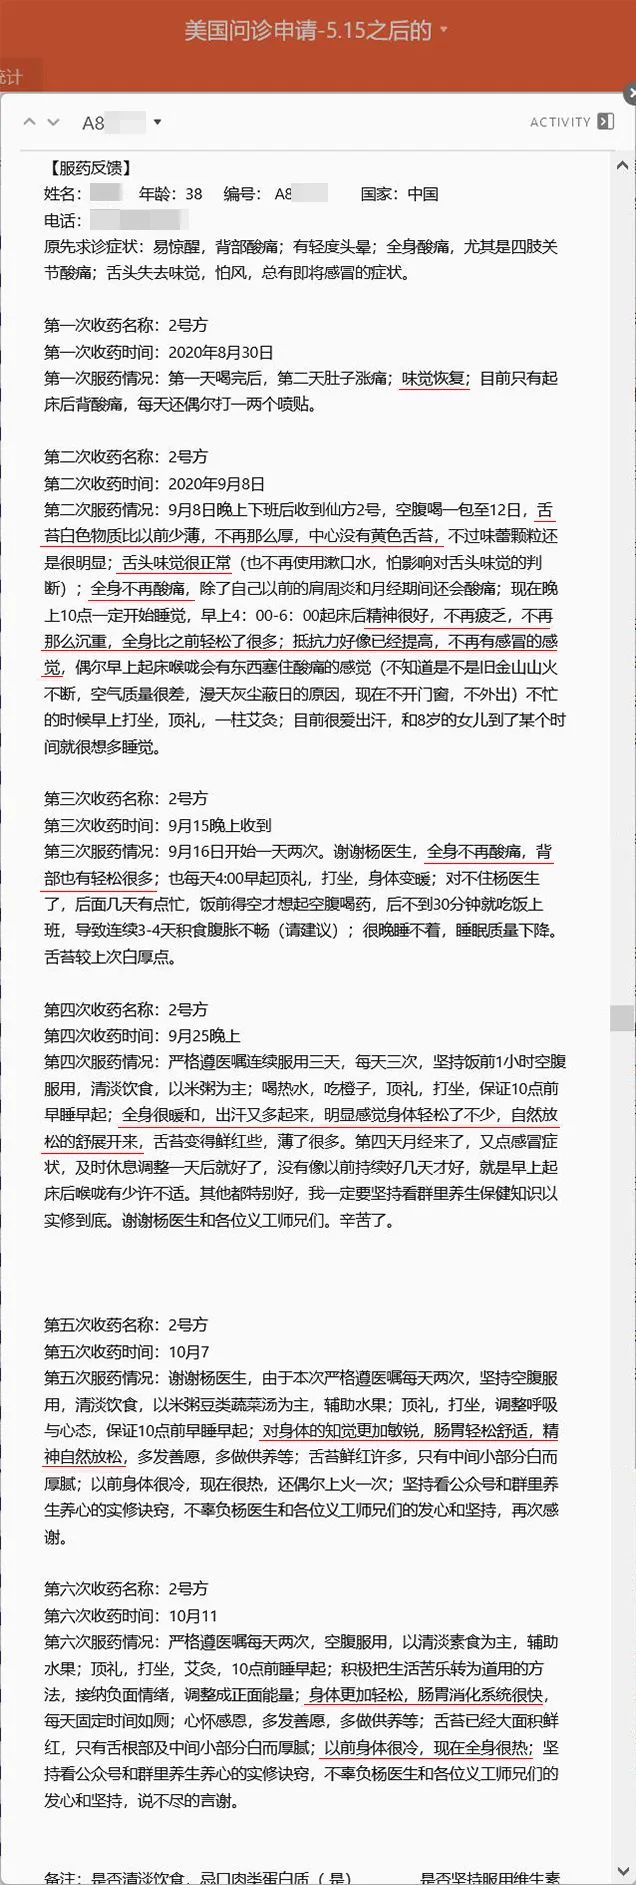 美国问诊申请-5.15之后的
统计
A8
ACTIVITY
【服药反馈】
姓名： 年龄：38 编号： A8 国家：中国
电话：
原先求诊症状：易惊醒，背部酸痛；有轻度头晕；全身酸痛，尤其是四肢关
节酸痛；舌头失去味觉，怕风，总有即将感冒的症状。
第一次收药名称：2号方
第一次收药时间：2020年8月30日
第一次服药情况：第一天喝完后，第二天肚子涨痛；味觉恢复；目前只有起
床后背酸痛，每天还偶尔打一两个喷贴。
第二次收药名称：2号方
第二次收药时间：2020年9月8日
第二次服药情况：9月8日晚上下班后收到仙方2号，空腹喝一包至12日，舌
苔白色物质比以前少薄，不再那么厚，中心没有黄色舌苔，不过味蕾颗粒还
是很明显；舌头味觉很正常（也不再使用漱口水，怕影响对舌头味觉的判
断）；全身不再酸痛，除了自己以前的肩周炎和月经期间还会酸痛；现在晚
上10点一定开始睡觉，早上4：00-6：00起床后精神很好，不再疲乏，不再
那么沉重，全身比之前轻松了很多；抵抗力好像已经提高，不再有感冒的感
觉，偶尔早上起床喉咙会有东西塞住酸痛的感觉（不知道是不是旧金山山火
不断，空气质量很差，漫天灰尘蔽日的原因，现在不开门窗，不外出）不忙
的时候早上打坐，顶礼，一柱艾灸；目前很爱出汗，和8岁的女儿到了某个时
间就很想多睡觉。
第三次收药名称：2号方
第三次收药时间：9月15晚上收到
第三次服药情况：9月16日开始一天两次。谢谢杨医生，全身不再酸痛，背
部也有轻松很多；也每天4:00早起顶礼，打坐，身体变暖；对不住杨医生
了，后面几天有点忙，饭前得空才想起空腹喝药，后不到30分钟就吃饭上
班，导致连续3-4天积食腹胀不畅（请建议）；很晚睡不着，睡眠质量下降。
舌苔较上次白厚点。
第四次收药名称：2号方
第四次收药时间：9月25晚上
第四次服药情况：严格遵医嘱连续服用三天，每天三次，坚持饭前1小时空腹
服用，清淡饮食，以米粥为主；喝热水，吃橙子，顶礼，打坐，保证10点前
早睡早起；全身很暖和，出汗又多起来，明显感觉身体轻松了不少，自然放
松的舒展开来，舌苔变得鲜红些，薄了很多。第四天月经来了，又点感冒症
状，及时休息调整一天后就好了，没有像以前持续好几天才好，就是早上起
床后喉咙有少许不适。其他都特别好，我一定要坚持看群里养生保健知识以
实修到底。谢谢杨医生和各位义工师兄们。辛苦了。
第五次收药名称：2号方
第五次收药时间：10月7
第五次服药情况：谢谢杨医生，由于本次严格遵医嘱每天两次，坚持空腹服
用，清淡饮食，以米粥豆类蔬菜汤为主，辅助水果；顶礼，打坐，调整呼吸
与心态，保证10点前早睡早起；对身体的知觉更加敏锐，肠胃轻松舒适，精
神自然放松，多发善愿，多做供养等；舌苔鲜红许多，只有中间小部分白而
厚腻；以前身体很冷，现在很热，还偶尔上火一次；坚持看公众号和群里养
生养心的实修诀窍，不辜负杨医生和各位义工师兄们的发心和坚持，再次感
谢。
第六次收药名称：2号方
第六次收药时间：10月11
第六次服药情况：严格遵医嘱每天两次，空腹服用，以清淡素食为主，辅助
水果；顶礼，打坐，艾灸，10点前睡早起；积极把生活苦乐转为道用的方
法，接纳负面情绪，调整成正面能量；身体更加轻松，肠胃消化系统很快，
每天固定时间如厕；心怀感恩，多发善愿，多做供养等；舌苔已经大面积鲜
红，只有舌根部及中间小部分白而厚腻；以前身体很冷，现在全身很热；坚
持看公众号和群里养生养心的实修诀窍，不辜负杨医生和各位义工师兄们的
发心和坚持，说不尽的言谢。
备注：是否清淡饮食，忌口肉类蛋白质（ 是） 是否坚持服用维生素